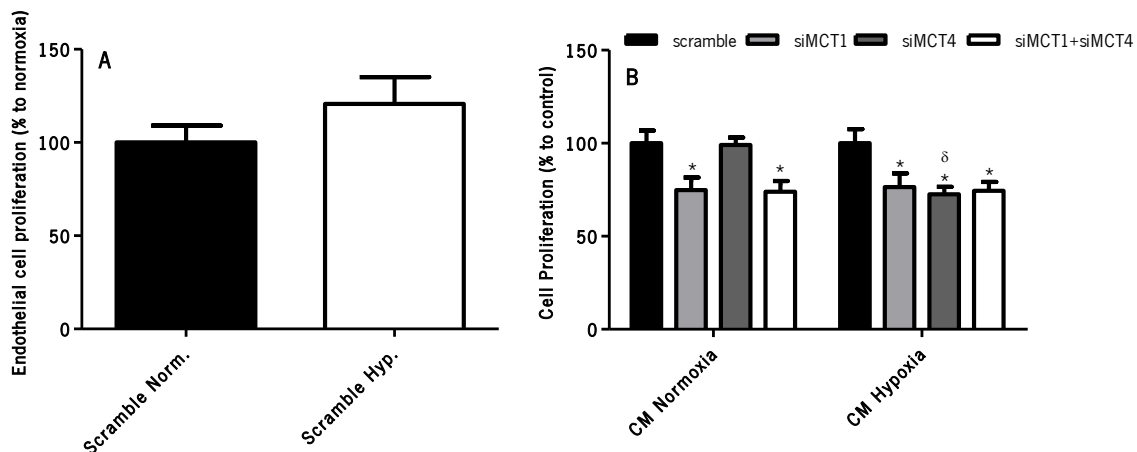 Endothelial cell proliferation (% to normoxia)
150
100
50
0
A
Scramble Norm.
Scramble Hyp.
scramble siMCT1 siMCT4 siMCT1+siMCT4
Cell Proliferation (% to control)
150
100
50
0
B
*
*
*
δ
*
*
CM Normoxia
CM Hypoxia